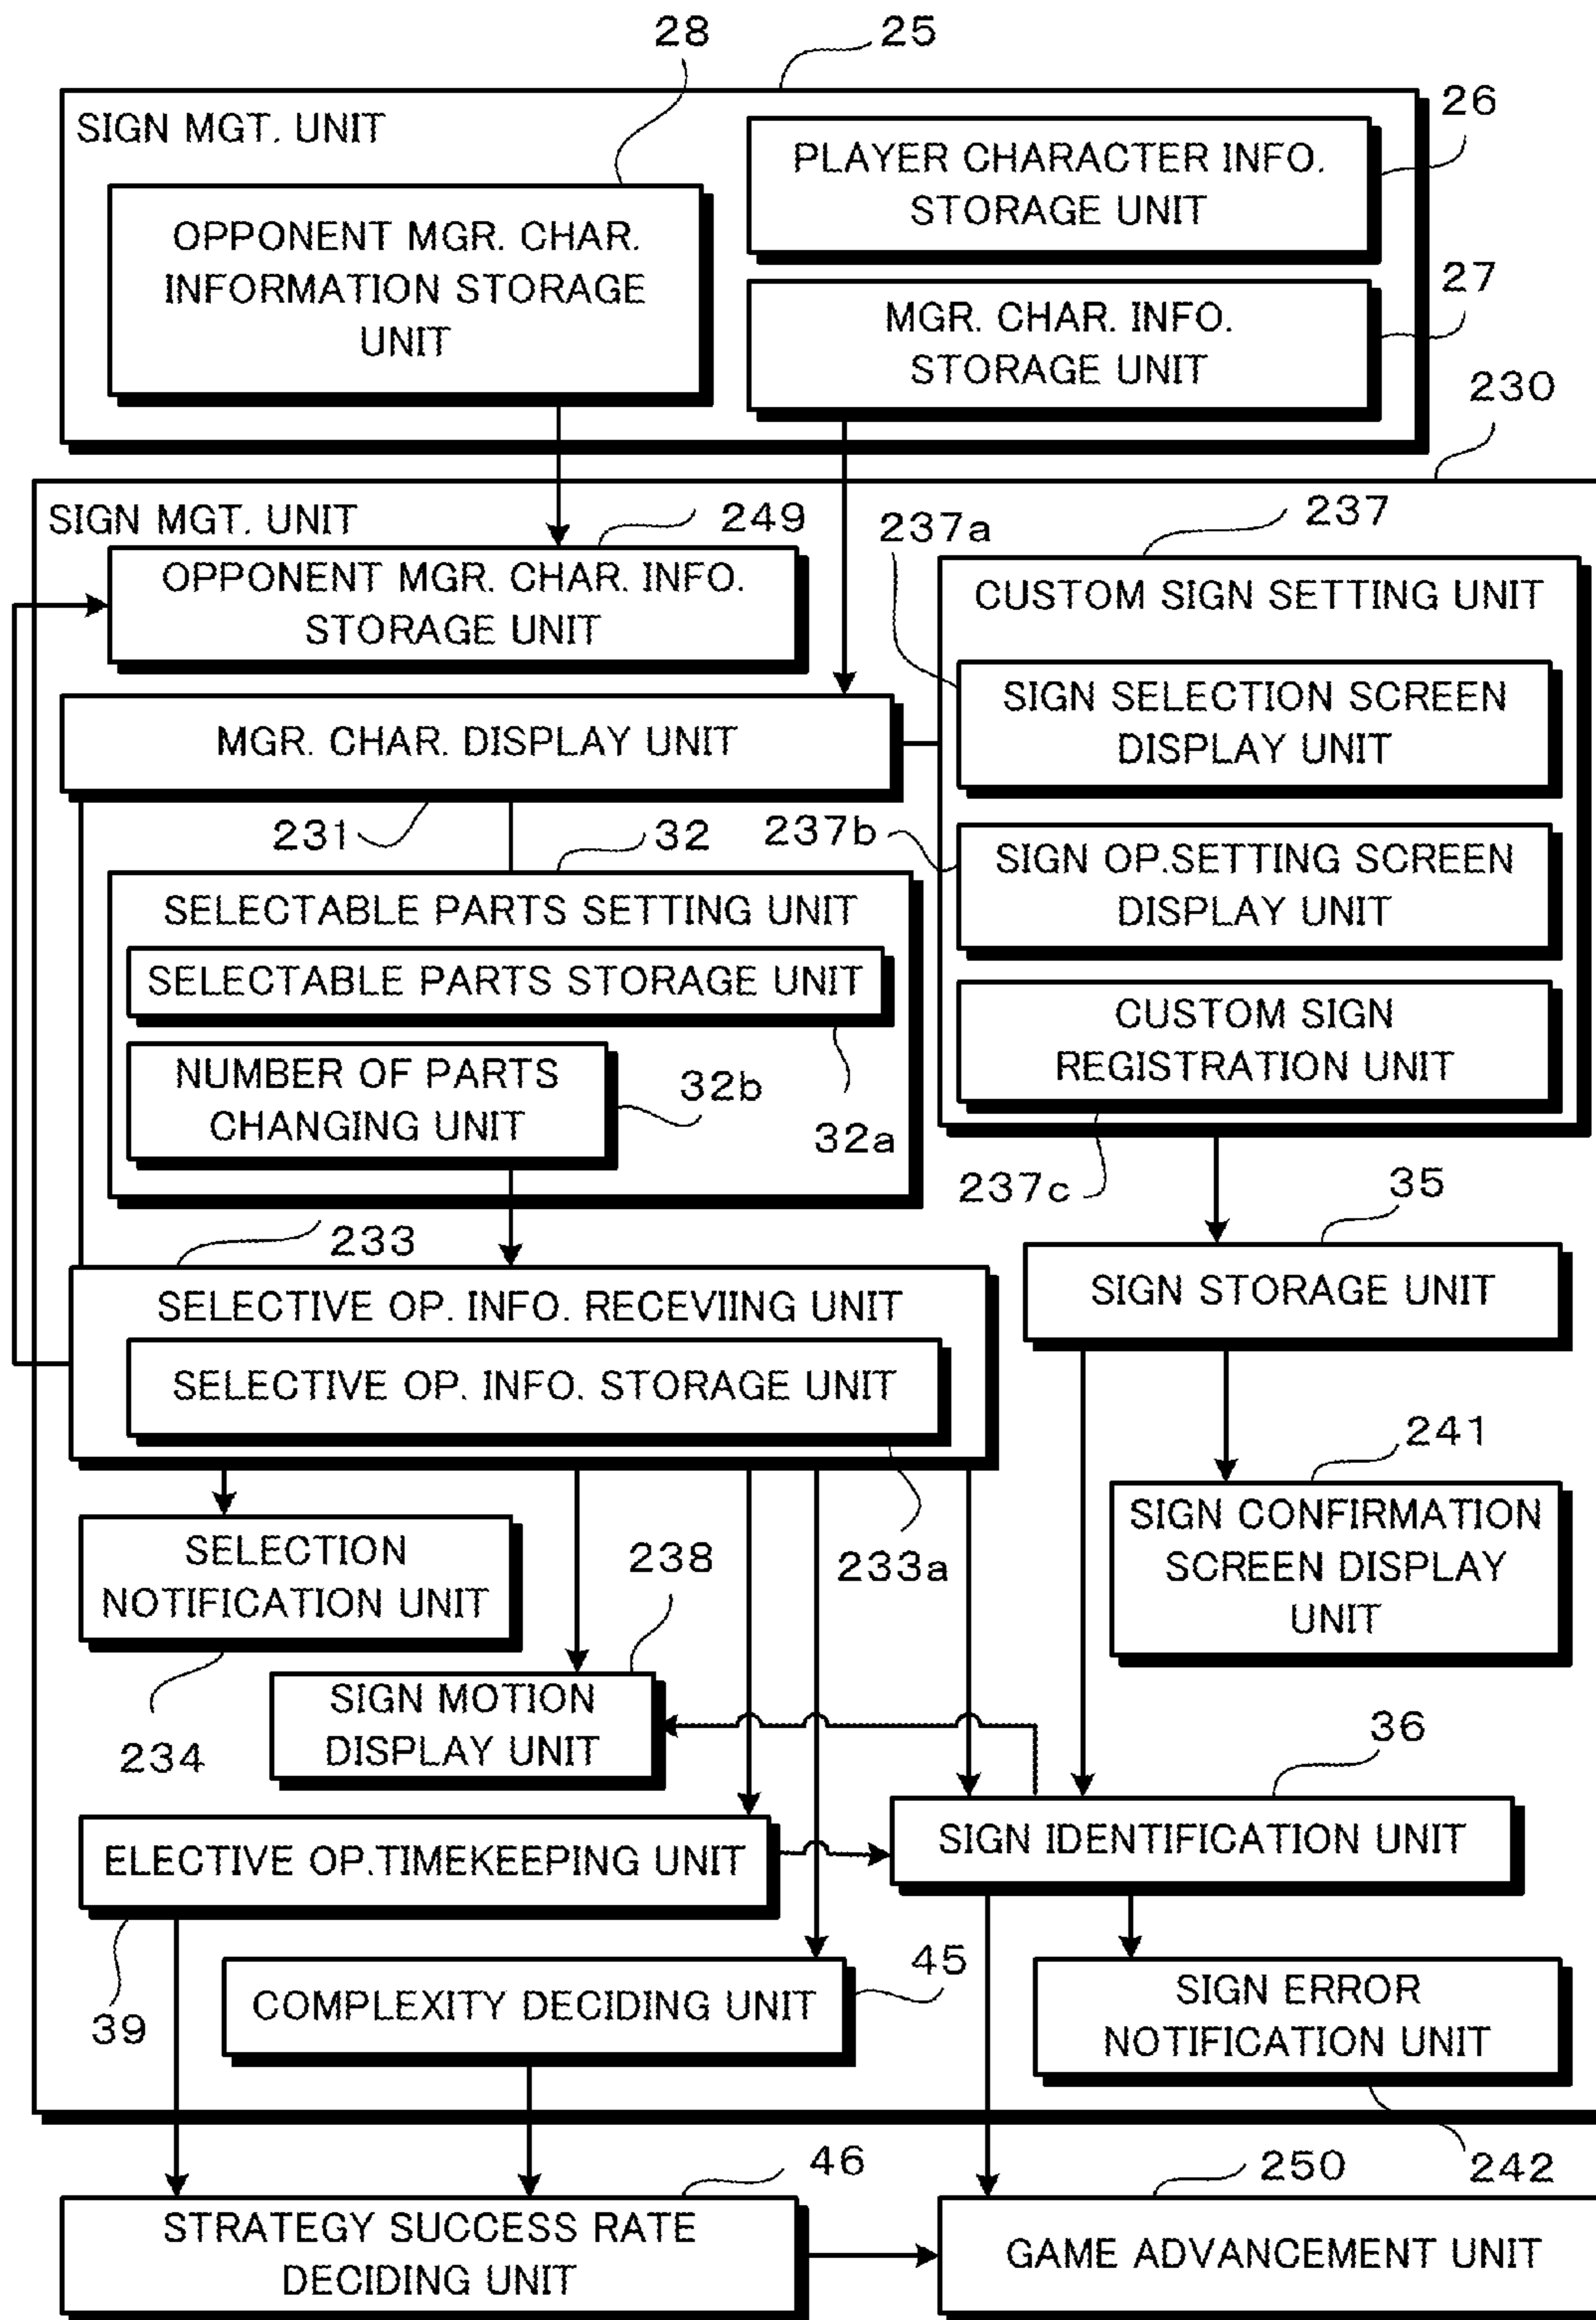 28
25
SIGN MGT. UNIT
26
PLAYER CHARACTER INFO.
STORAGE UNIT
OPPONENT MGR. CHAR.
INFORMATION STORAGE
UNIT
27
MGR. CHAR. INFO.
STORAGE UNIT
230
SIGN MGT. UNIT
249
237a
237
OPPONENT MGR. CHAR. INFO.
STORAGE UNIT
CUSTOM SIGN SETTING UNIT
SIGN SELECTION SCREEN
DISPLAY UNIT
MGR. CHAR. DISPLAY UNIT
231
32
237b
SIGN OP.SETTING SCREEN
DISPLAY UNIT
SELECTABLE PARTS SETTING UNIT
SELECTABLE PARTS STORAGE UNIT
CUSTOM SIGN
REGISTRATION UNIT
NUMBER OF PARTS
CHANGING UNIT
32b
32a
237c
35
233
SIGN STORAGE UNIT
SELECTIVE OP. INFO. RECEVIING UNIT
SELECTIVE OP. INFO. STORAGE UNIT
241
SIGN CONFIRMATION
SCREEN DISPLAY
UNIT
SELECTION
NOTIFICATION UNIT
238
233a
SIGN MOTION
DISPLAY UNIT
234
36
SIGN IDENTIFICATION UNIT
ELECTIVE OP.TIMEKEEPING UNIT
39
45
COMPLEXITY DECIDING UNIT
SIGN ERROR
NOTIFICATION UNIT
46
250
242
STRATEGY SUCCESS RATE
DECIDING UNIT
GAME ADVANCEMENT UNIT